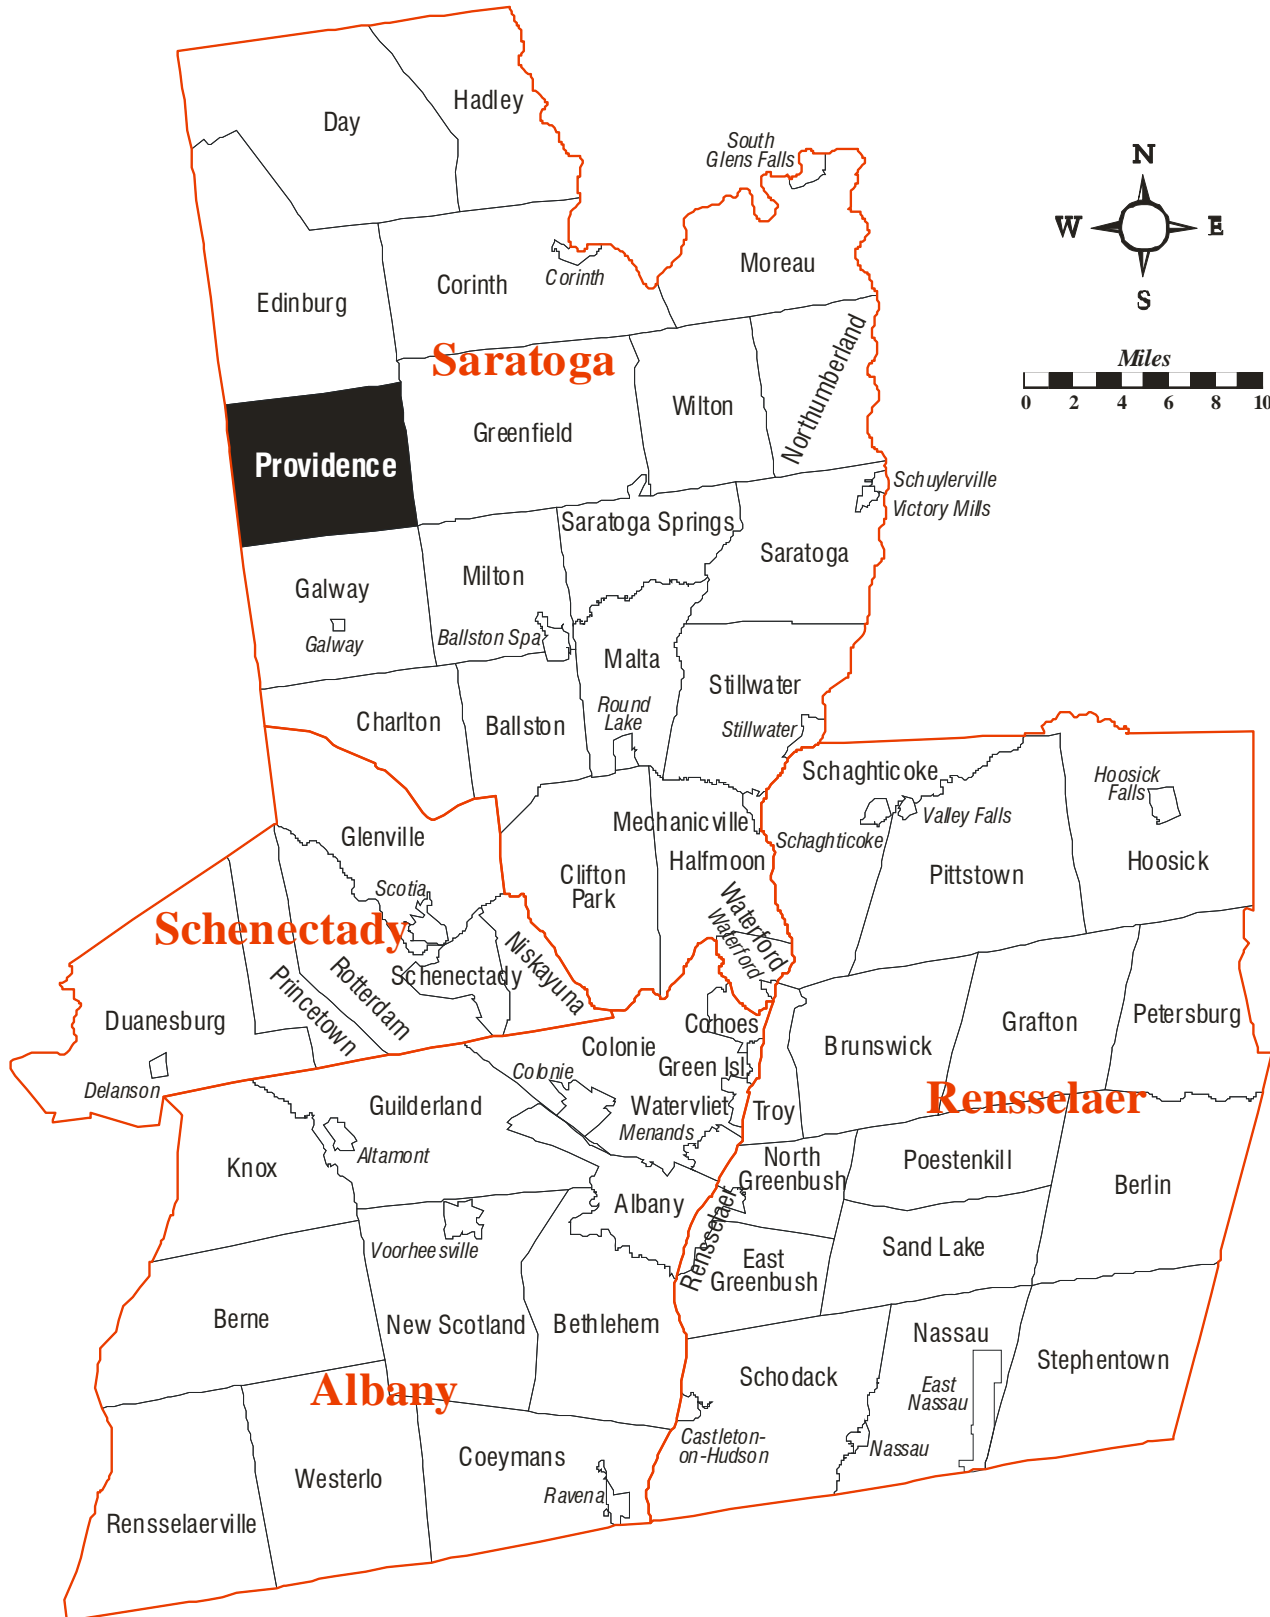 Hadley
Day
South
Glens Falls
N
W
E
S
Moreau
Corinth
Corinth
Edinburg
Saratoga
Miles
0 2 4 6 8 10
Northumberland
Wilton
Greenfield
Providence
Schuylerville
Victory Mills
Saratoga Springs
Saratoga
Milton
Galway
Galway
Ballston Spa
Malta
Stillwater
Round
Lake
Stillwater
Charlton
Ballston
Schaghticoke
Hoosick
Falls
Valley Falls
Schaghticoke
Mechanicville
Glenville
Halfmoon
Hoosick
Clifton
Park
Pittstown
Scotia
Waterford
Waterford
Schenectady
Niskayuna
Schenectady
Rotterdam
Princetown
Duanesburg
Delanson
Cohoes
Colonie
Green Isl
Colonie
Brunswick
Grafton
Petersburg
Rensselaer
Guilderland
Watervliet
Troy
Menands
Altamont
Knox
North
Greenbush
Poestenkill
Berlin
Albany
Rensselaer
Voorheesville
Sand Lake
East
Greenbush
Berne
New Scotland
Bethlehem
Nassau
Stephentown
Schodack
East
Nassau
Albany
Castleton-
on-Hudson
Nassau
Coeymans
Westerlo
Ravena
Rensselaerville